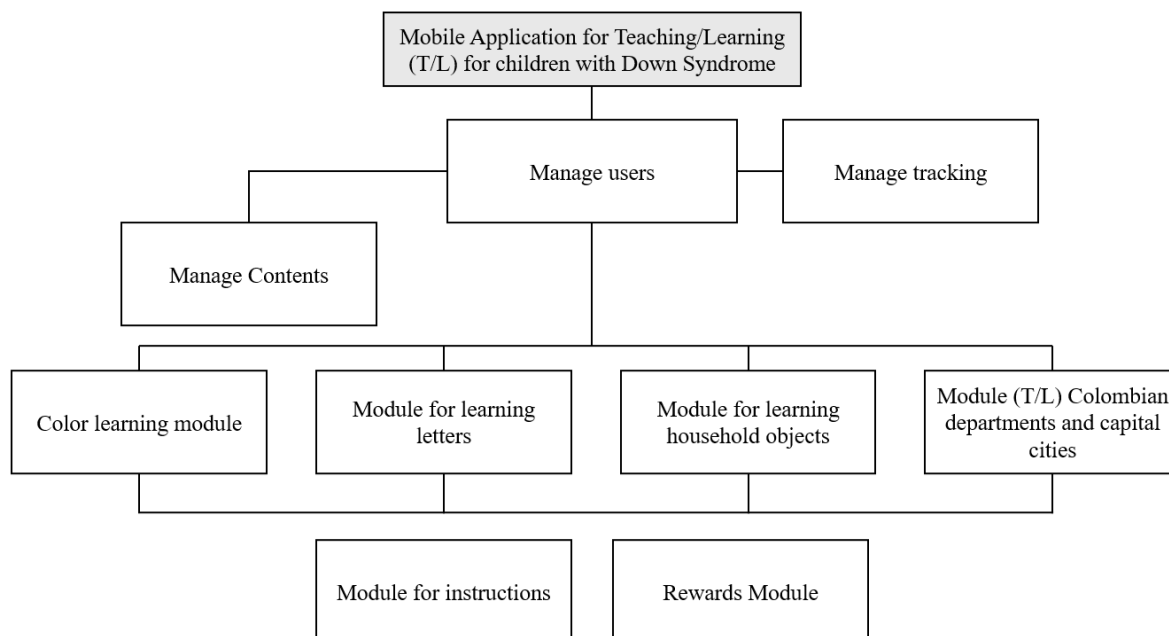 Mobile Application for Teaching/Learning
(T/L) for children with Down Syndrome
Manage users
Manage tracking
Manage Contents
Color learning module
Module for learning
letters
Module for learning
household objects
Module (T/L) Colombian
departments and capital
cities
Module for instructions
Rewards Module